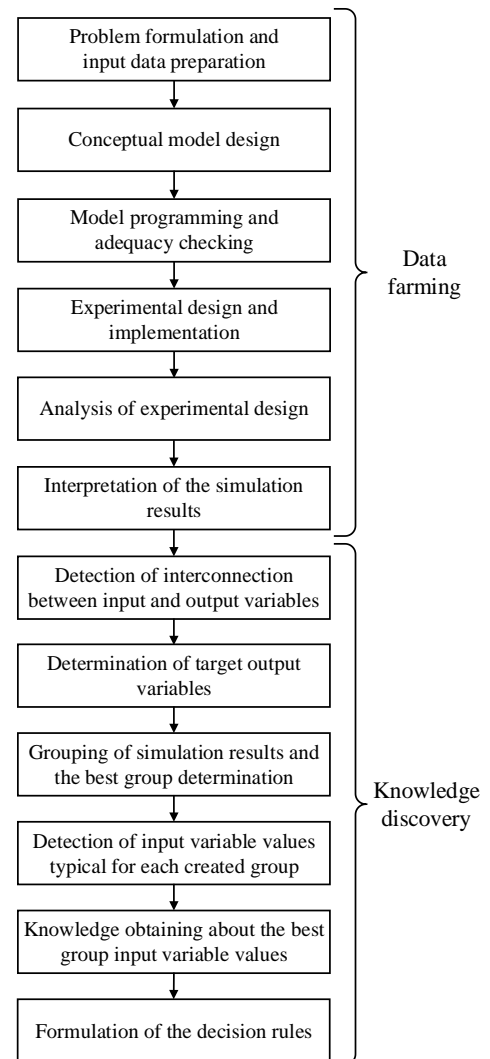 Problem formulation and
input data preparation
Conceptual model design
Model programming and
adequacy checking
Experimental design and
implementation
Analysis of experimental design
Interpretation of the simulation
results
Data
farming
Detection of interconnection
between input and output variables
Determination of target output
variables
Grouping of simulation results and
the best group determination
Detection of input variable values
typical for each created group
Knowledge obtaining about the best
group input variable values
Formulation of the decision rules
Knowledge
discovery